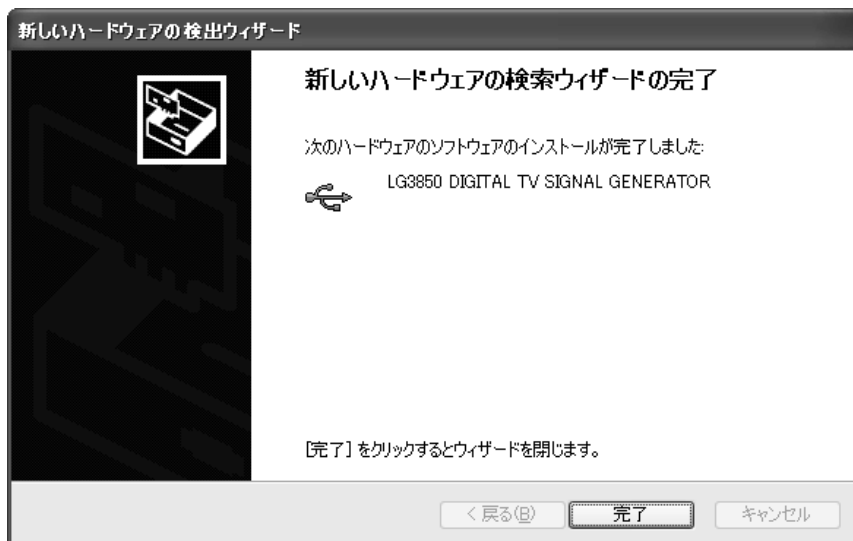 新しいハードウェアの検出ウィザード
新しいハードウェアの検索ウィザードの完了
次のハードウェアのソフトウェアのインストールが完了しました:
LG3850 DIGITAL TV SIGNAL GENERATOR
[完了] をクリックするとウィザードを閉じます。
< 戻る(B)
完了
キャンセル